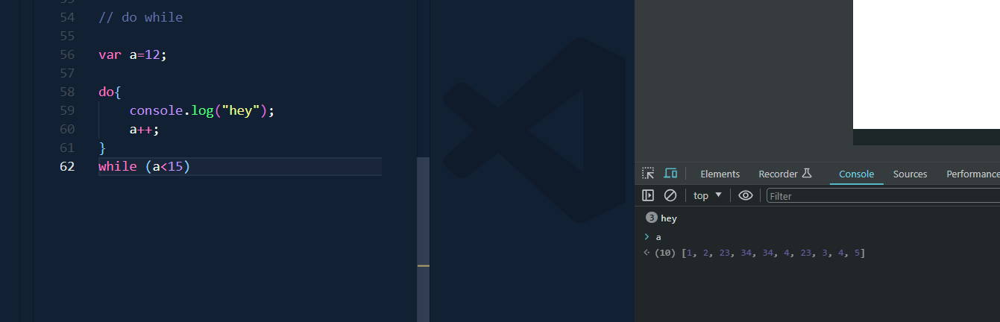 54 // do while
55
56 var a=12;
57
58 do{
59 console.log("hey");
60 a++;
61 }
62 while (a<15)
Elements Recorder Console Sources Performance
top Filter
3 hey
> a
(10) [1, 2, 23, 34, 34, 4, 23, 3, 4, 5]